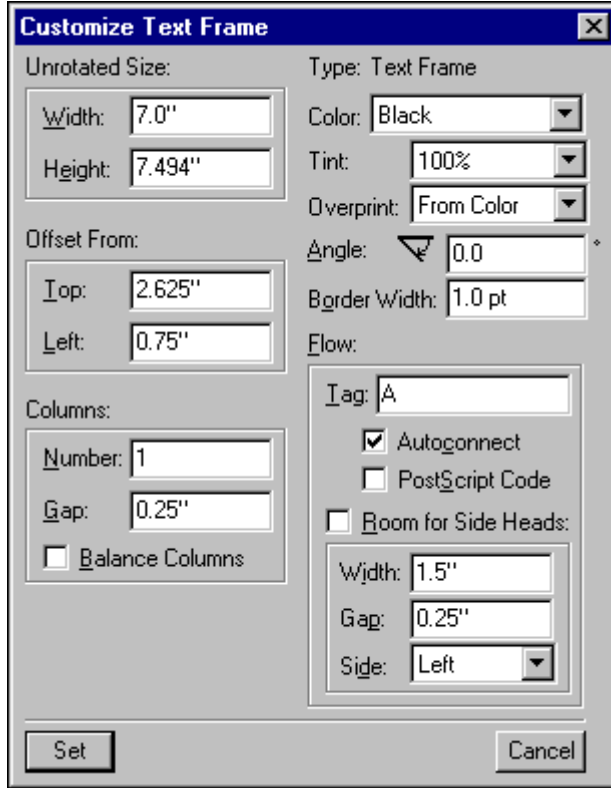 Customize Text Frame
Unrotated Size:
Width: 7.0"
Height: 7.494"
Offset From:
Top: 2.625"
Left: 0.75"
Columns:
Number: 1
Gap: 0.25"
Balance Columns
Type: Text Frame
Color: Black
Tint: 100%
Overprint: From Color
Angle: 0.0 °
Border Width: 1.0 pt
Flow:
Tag: A
Autoconnect
PostScript Code
Room for Side Heads:
Width: 1.5"
Gap: 0.25"
Side: Left
Set
Cancel